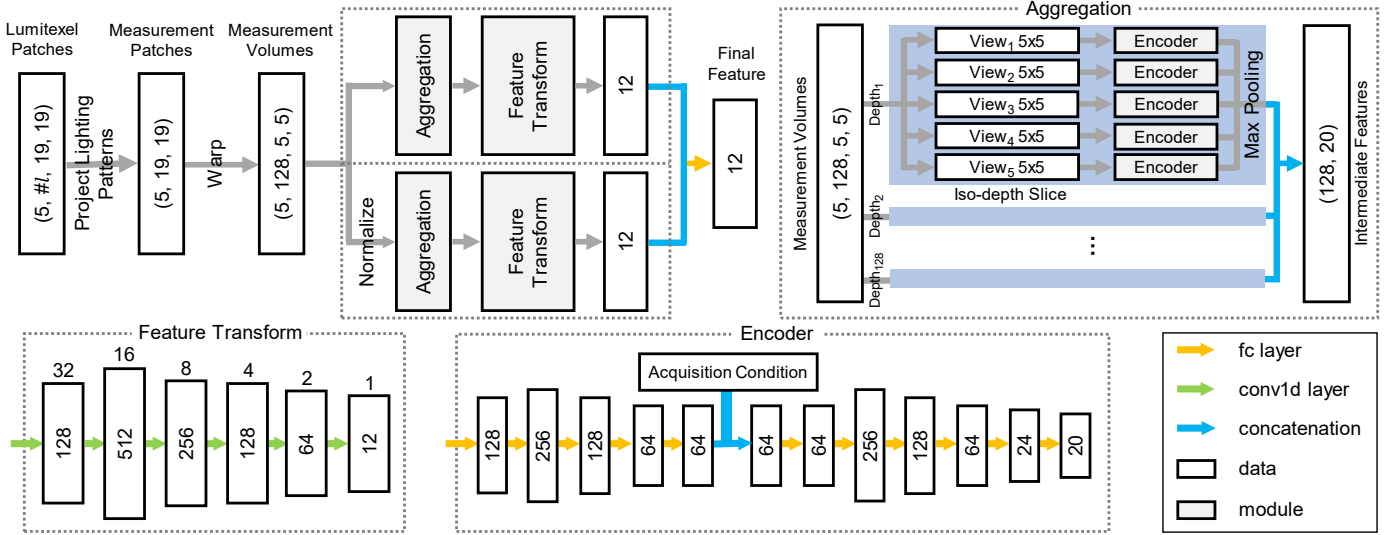 Lumitexel
Patches
Measurement
Patches
Measurement
Volumes
(5, #l, 19, 19)
Project Lighting
Patterns
(5, 19, 19)
Warp
(5, 128, 5, 5)
Normalize
Aggregation
Feature
Transform
12
Aggregation
Feature
Transform
12
Final
Feature
12
Aggregation
Measurement Volumes
(5, 128, 5, 5)
Depth1
View1 5x5
Encoder
View2 5x5
Encoder
View3 5x5
Encoder
View4 5x5
Encoder
View5 5x5
Encoder
Max Pooling
Iso-depth Slice
Depth2
...
Depth128
(128, 20)
Intermediate Features
Feature Transform
32
16
8
4
2
1
128
512
256
128
64
12
Encoder
Acquisition Condition
128
256
128
64
64
64
64
256
128
64
24
20
fc layer
conv1d layer
concatenation
data
module